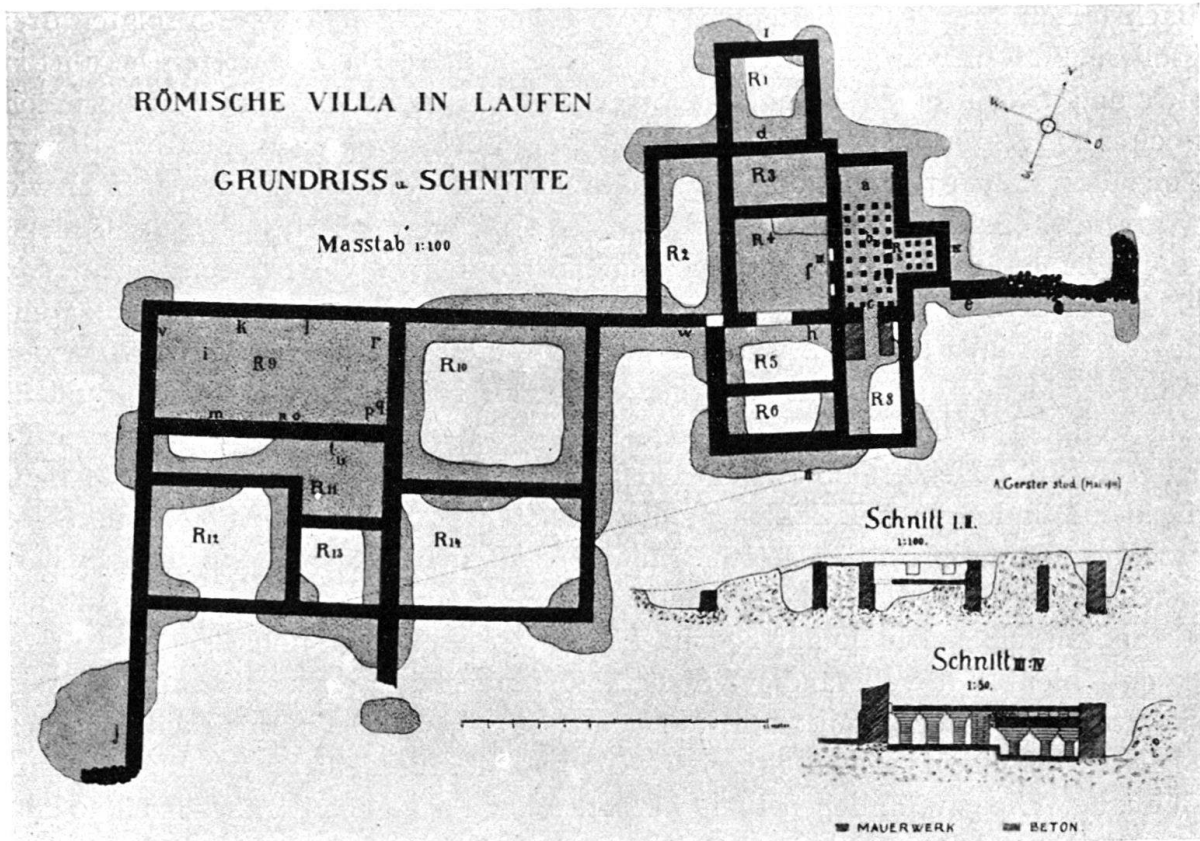 RÖMISCHE VILLA IN LAUFEN
GRUNDRISS u. SCHNITTE
Masstab 1:100
I
R1
d
R3
a
R2
R4
b
f
c
e
w
h
R5
R6
R8
II
v
k
l
r
i
R9
R10
m
n o
p q
t
R11
R12
R13
R14
j
N.
W.
O.
S.
A. Gerster stud.
Schnitt I.II.
1:100.
Schnitt III:IV
1:50.
MAUERWERK
BETON.